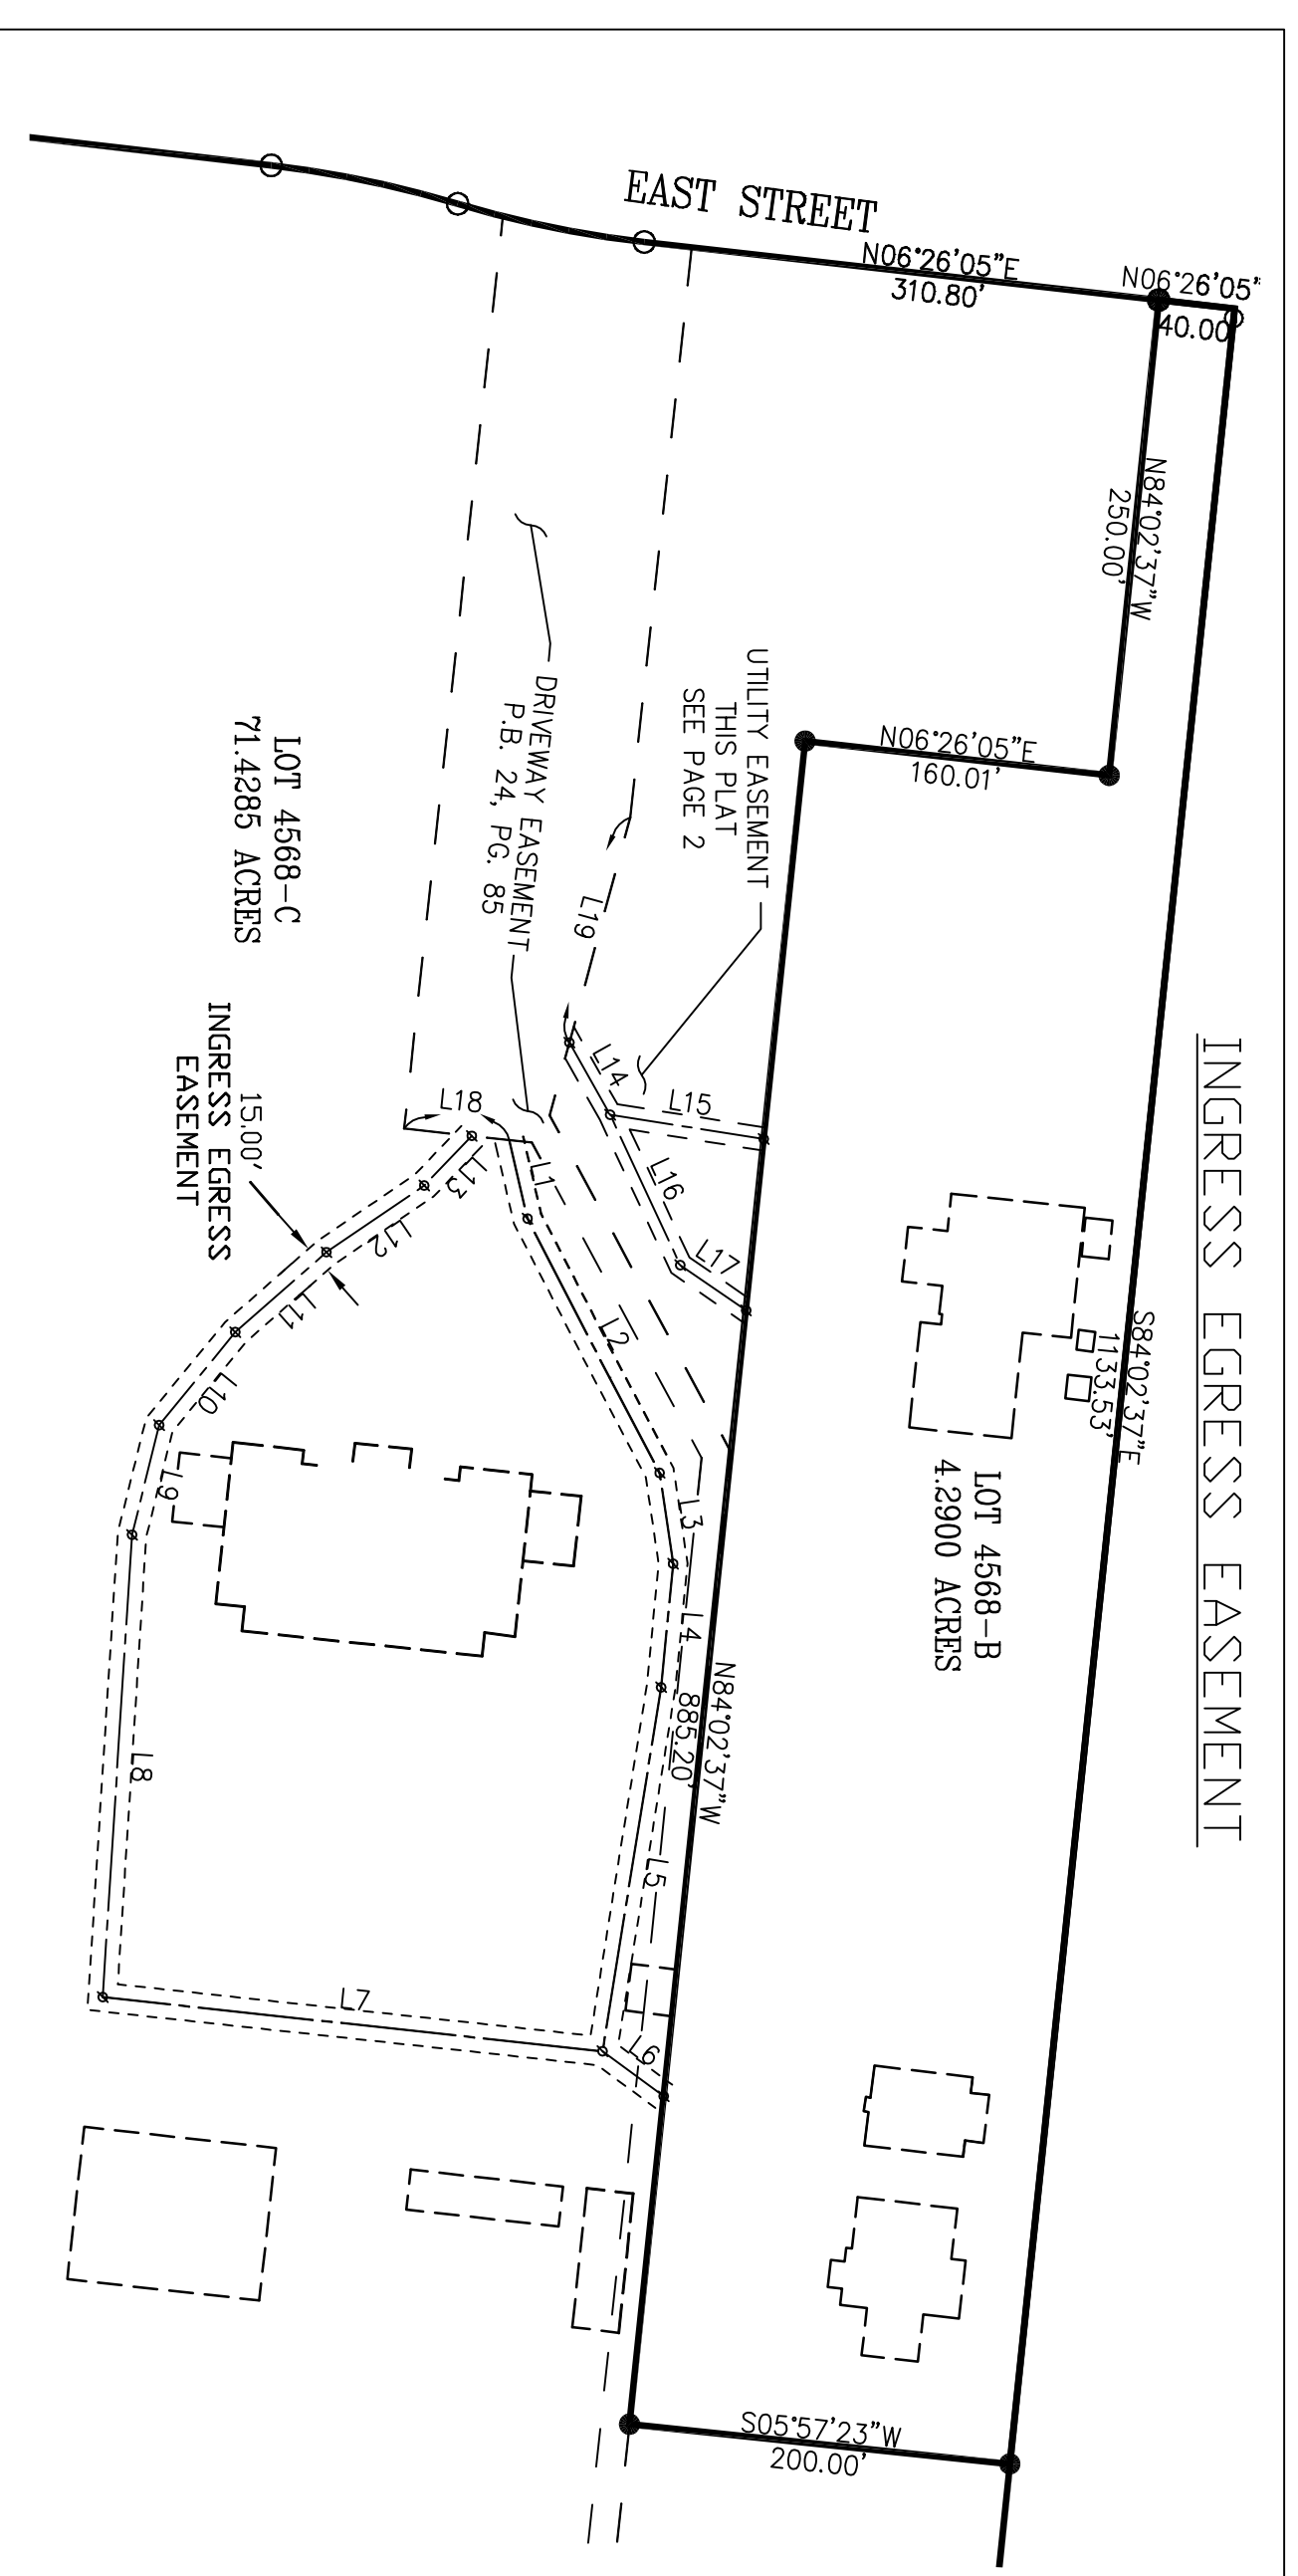 INGRESS EGRESS EASEMENT
EAST STREET
N06°26'05"E
310.80'
N06°26'05"
40.00
N84°02'37"W
250.00'
N06°26'05"E
160.01'
S84°02'37"E
1133.53'
LOT 4568-B
4.2900 ACRES
N84°02'37"W
885.20'
S05°57'23"W
200.00'
UTILITY EASEMENT
THIS PLAT
SEE PAGE 2
DRIVEWAY EASEMENT
P.B. 24, PG. 85
LOT 4568-C
71.4285 ACRES
15.00'
INGRESS EGRESS
EASEMENT
L19
L14
L15
L16
L17
L18
L1
L2
L3
L4
L5
L6
L7
L8
L9
L10
L11
L12
L13